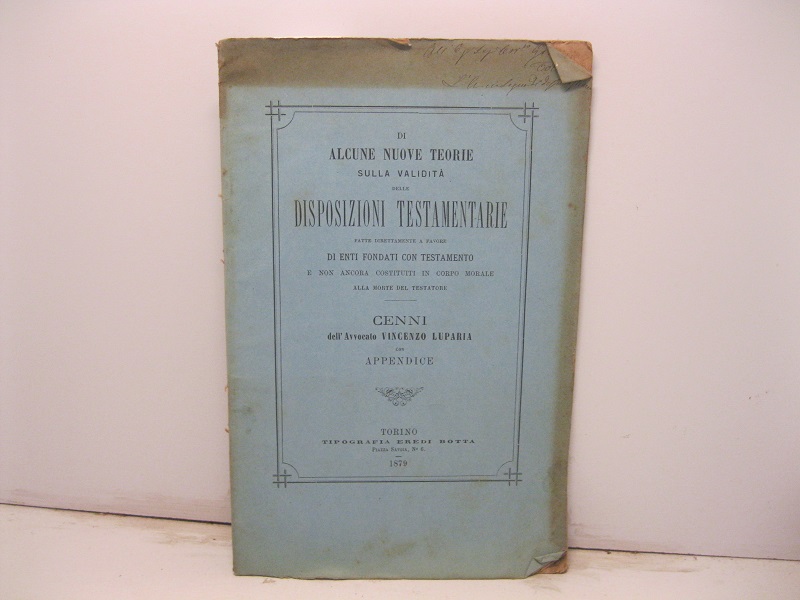 DI
ALCUNE NUOVE TEORIE
SULLA VALIDITÀ
DELLE
DISPOSIZIONI TESTAMENTARIE
FATTE DIRETTAMENTE A FAVORE
DI ENTI FONDATI CON TESTAMENTO
E NON ANCORA COSTITUITI IN CORPO MORALE
ALLA MORTE DEL TESTATORE
CENNI
dell'Avvocato VINCENZO LUPARIA
CON
APPENDICE
TORINO
TIPOGRAFIA EREDI BOTTA
Piazza Savoia, N° 6.
1879